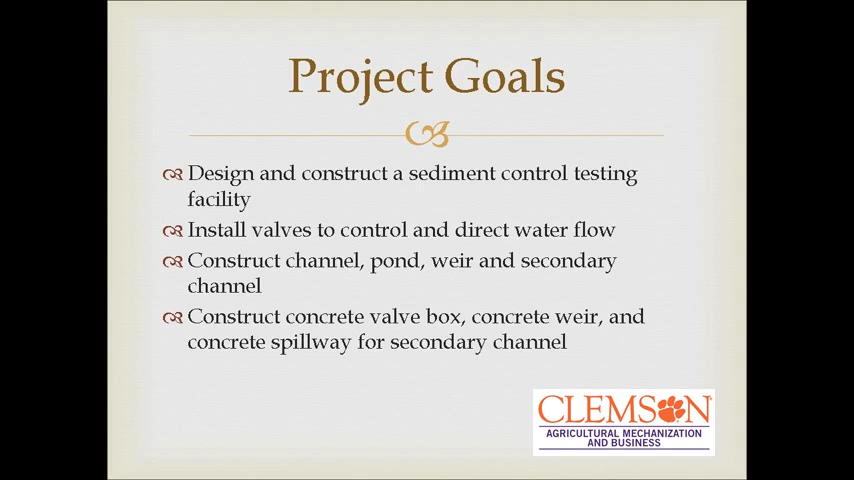 Project Goals
Design and construct a sediment control testing
facility
Install valves to control and direct water flow
Construct channel, pond, weir and secondary
channel
Construct concrete valve box, concrete weir, and
concrete spillway for secondary channel
CLEMSON
AGRICULTURAL MECHANIZATION
AND BUSINESS